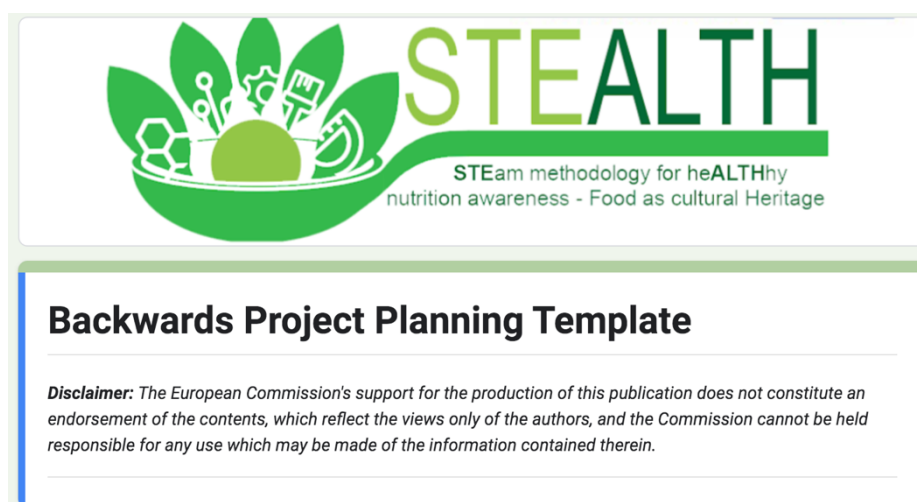 STEALTH
STEam methodology for heALTHhy
nutrition awareness - Food as cultural Heritage
Backwards Project Planning Template
Disclaimer: The European Commission's support for the production of this publication does not constitute an
endorsement of the contents, which reflect the views only of the authors, and the Commission cannot be held
responsible for any use which may be made of the information contained therein.